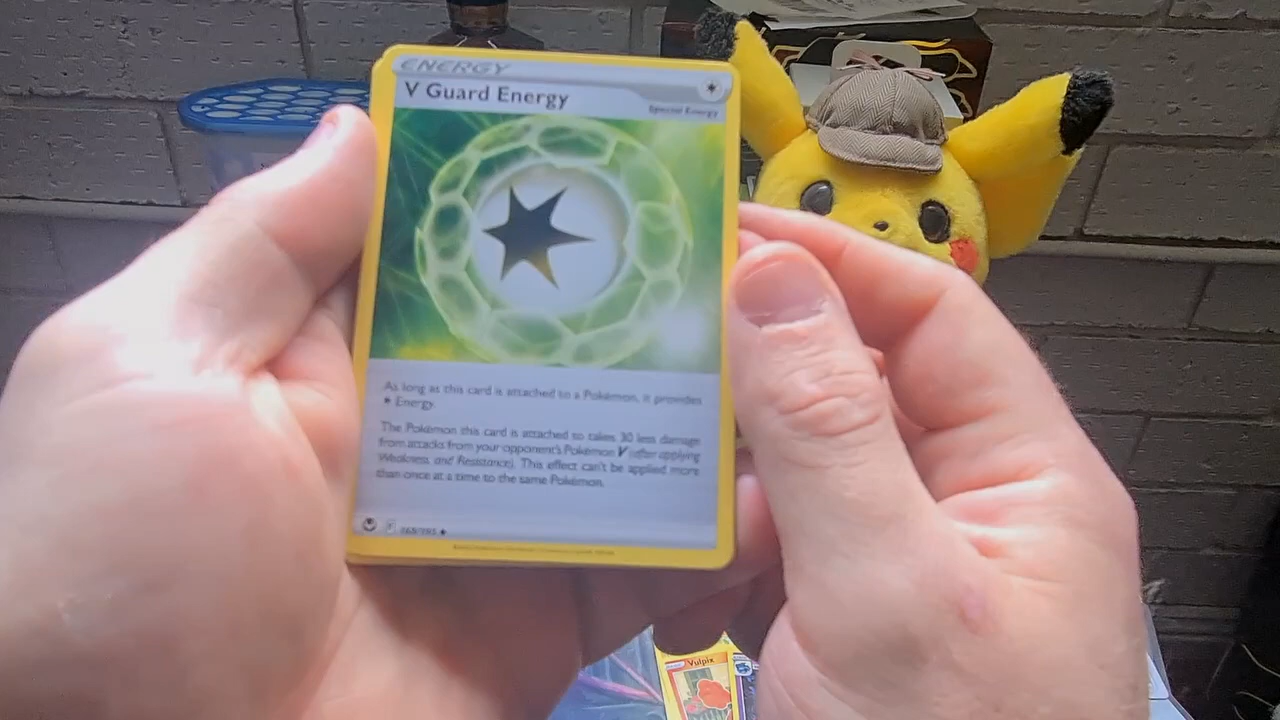 ENERGY
V Guard Energy
Special Energy
As long as this card is attached to a Pokémon, it provides
Energy.
The Pokémon this card is attached to takes 30 less damage
from attacks from your opponent's Pokémon V (after applying
Weakness and Resistance). This effect can't be applied more
than once at a time to the same Pokémon.
Vulpix